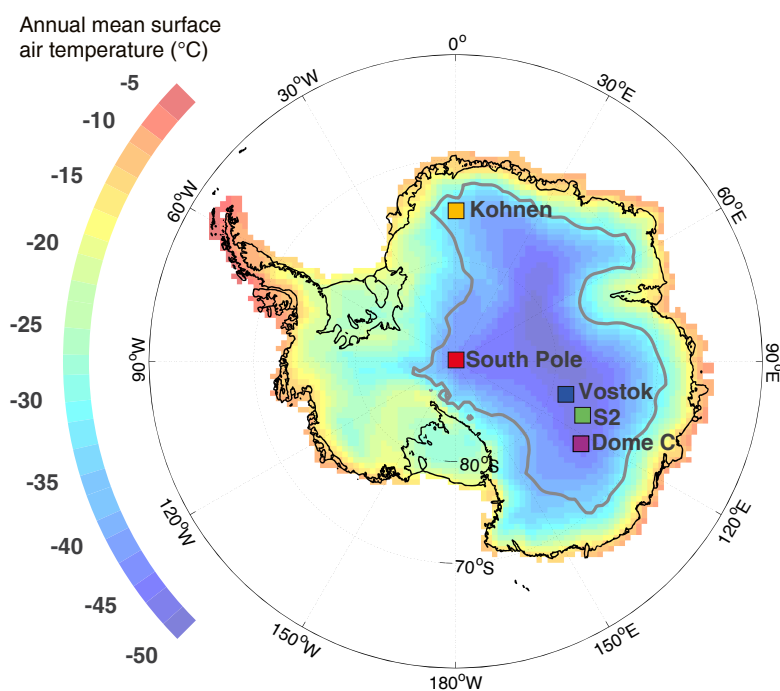 Annual mean surface
air temperature (°C)
-5
-10
-15
-20
-25
-30
-35
-40
-45
-50
0°
30°W
30°E
60°W
60°E
90°W
90°E
120°W
120°E
150°W
150°E
180°W
80°S
70°S
Kohnen
South Pole
Vostok
S2
Dome C